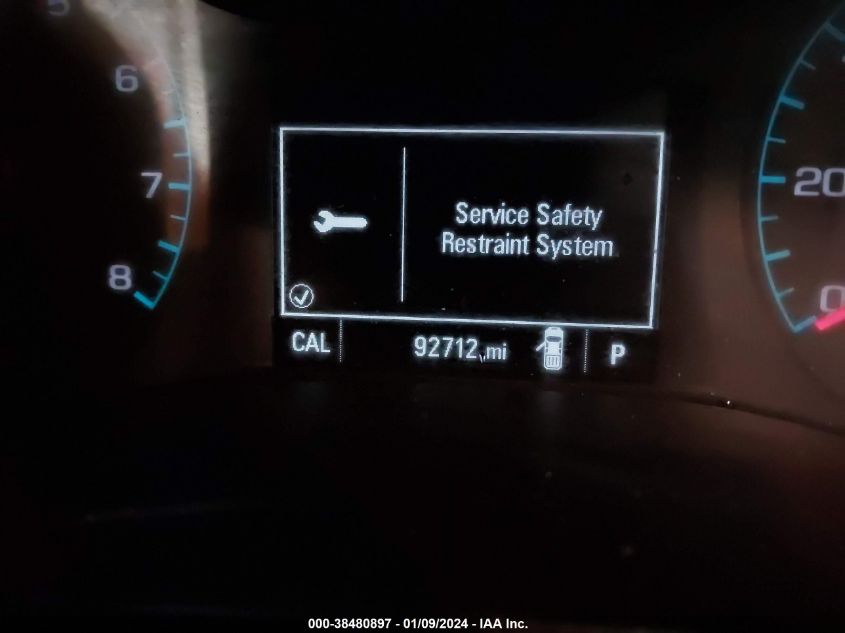 5
6
7
8
Service Safety
Restraint System
CAL
92712 mi
P
20
0
000-38480897 - 01/09/2024 - IAA Inc.